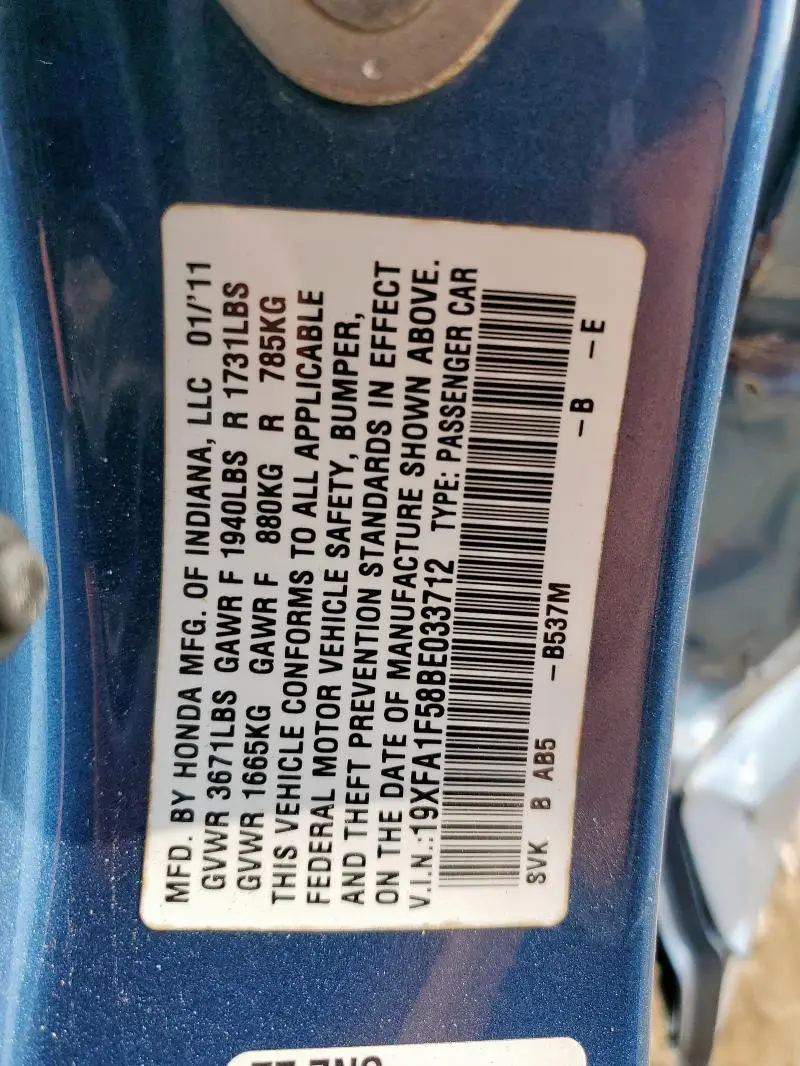 MFD. BY HONDA MFG. OF INDIANA, LLC 01/'11
GVWR 3671LBS GAWR F 1940LBS R 1731LBS
GVWR 1665KG GAWR F 880KG R 785KG
THIS VEHICLE CONFORMS TO ALL APPLICABLE
FEDERAL MOTOR VEHICLE SAFETY, BUMPER,
AND THEFT PREVENTION STANDARDS IN EFFECT
ON THE DATE OF MANUFACTURE SHOWN ABOVE.
V.I.N.:19XFA1F58BE033712 TYPE: PASSENGER CAR
SVK B AB5 -B537M -B -E